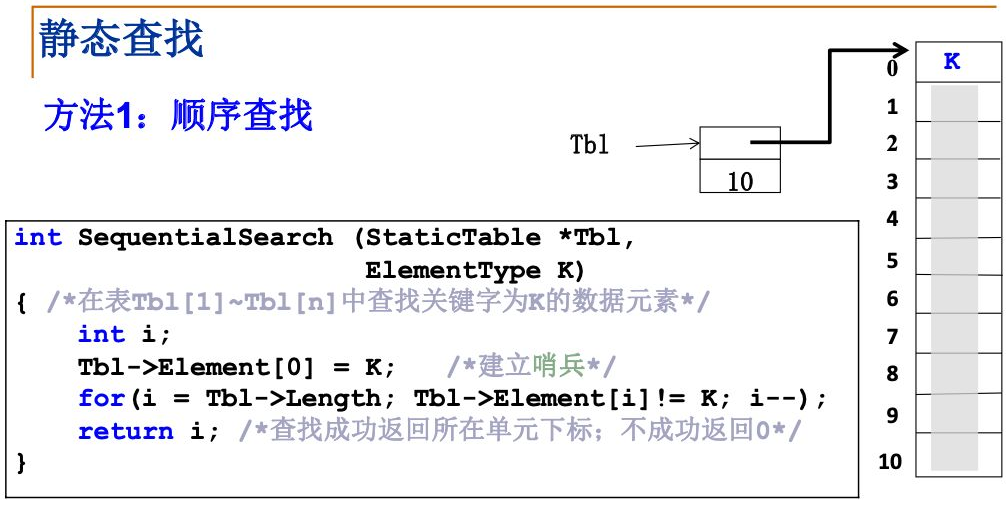 静态查找
方法1：顺序查找
Tbl
10
K
0
1
2
3
4
5
6
7
8
9
10
int SequentialSearch (StaticTable *Tbl,
ElementType K)
{ /*在表Tbl[1]~Tbl[n]中查找关键字为K的数据元素*/
int i;
Tbl->Element[0] = K; /*建立哨兵*/
for(i = Tbl->Length; Tbl->Element[i]!= K; i--);
return i; /*查找成功返回所在单元下标；不成功返回0*/
}